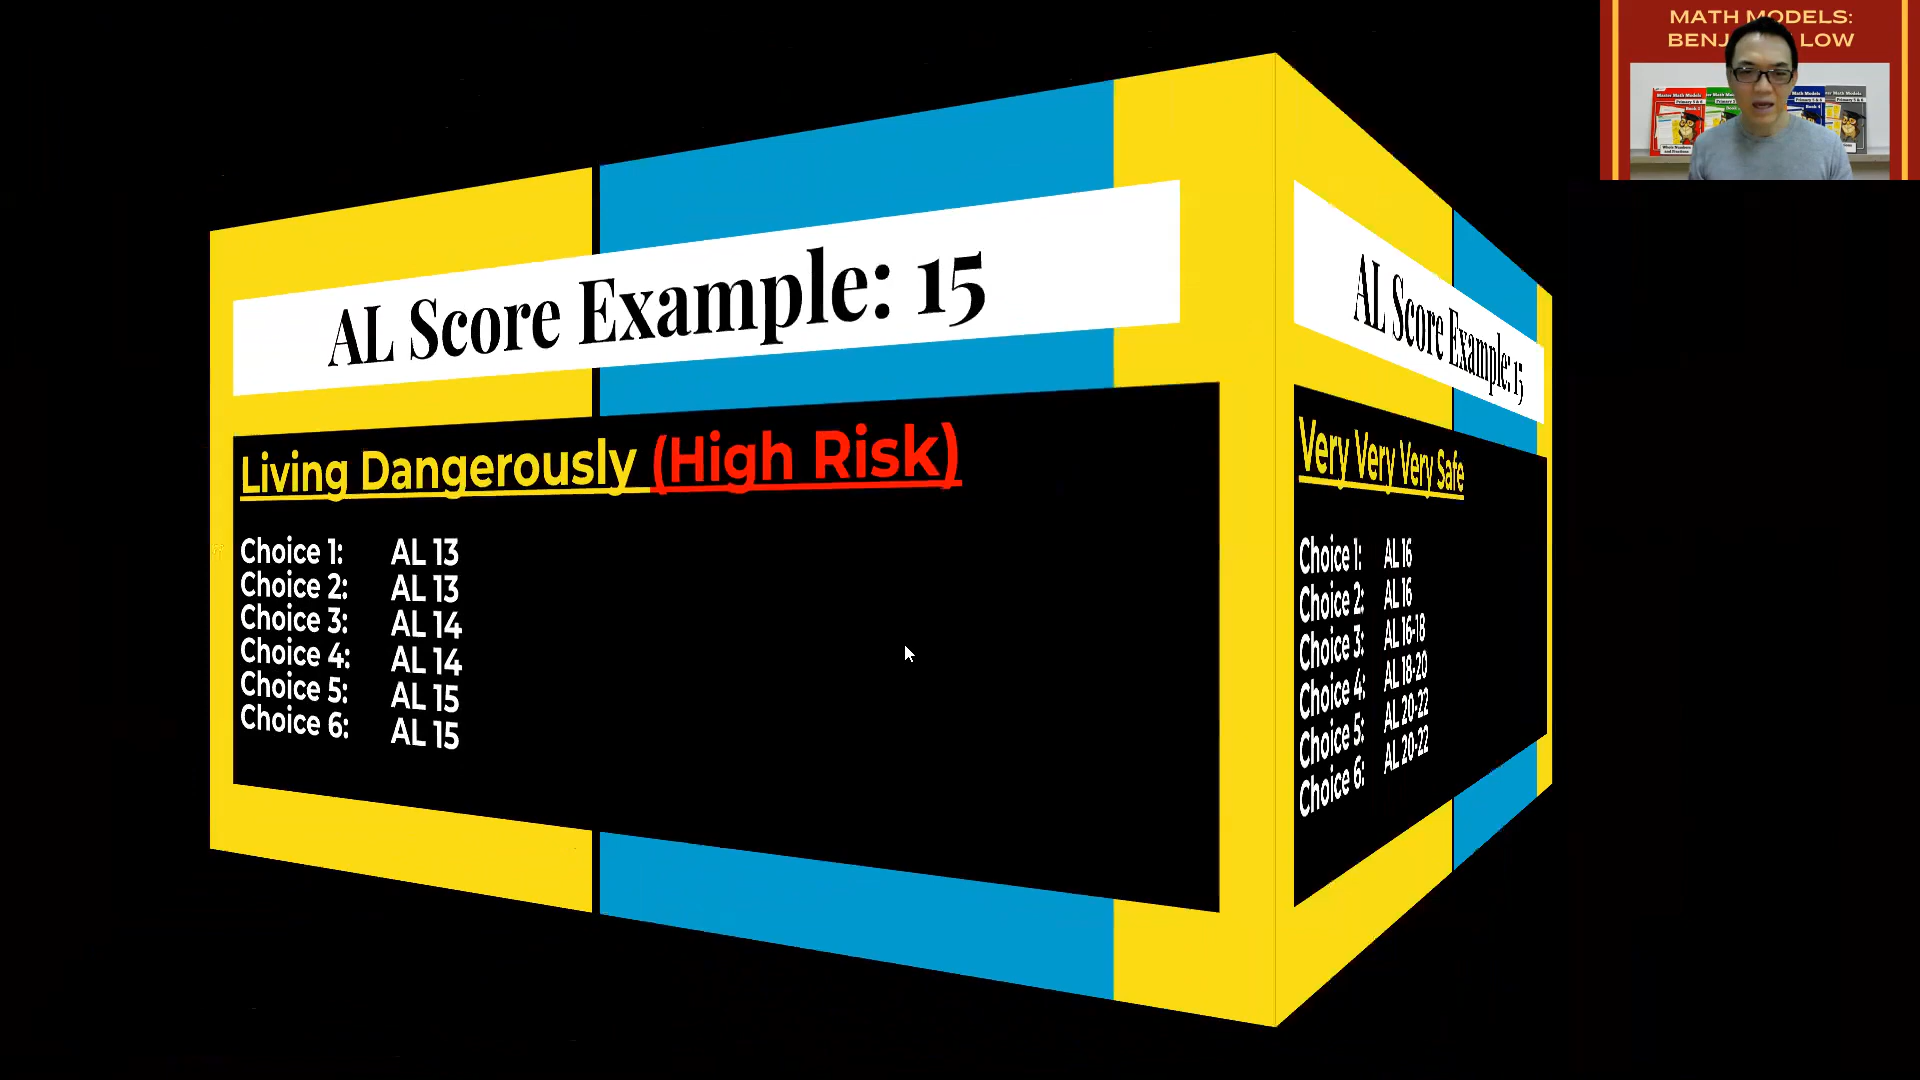 MATH MODELS:
BENJ LOW
AL Score Example: 15
Living Dangerously (High Risk)
Choice 1: AL 13
Choice 2: AL 13
Choice 3: AL 14
Choice 4: AL 14
Choice 5: AL 15
Choice 6: AL 15
AL Score Example: 15
Very Very Very Safe
Choice 1: AL 16
Choice 2: AL 16
Choice 3: AL 16-18
Choice 4: AL 18-20
Choice 5: AL 20-22
Choice 6: AL 20-22